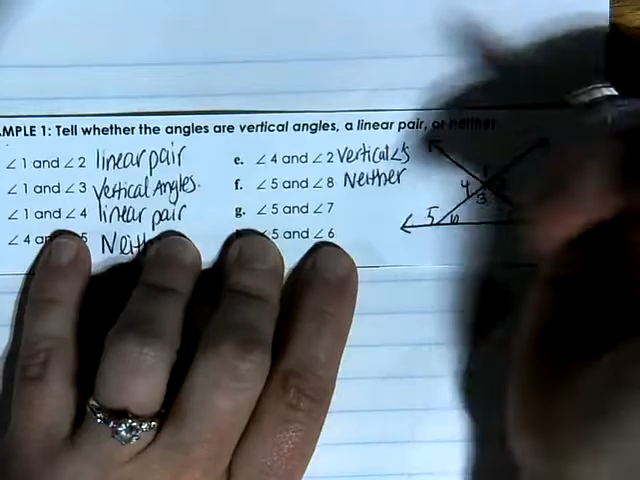 MPLE 1: Tell whether the angles are vertical angles, a linear pair, or neither
∠1 and ∠2 linear pair
∠1 and ∠3 Vertical Angles.
∠1 and ∠4 linear pair
∠4 5 Neith
e. ∠4 and ∠2 Vertical ∠'s
f. ∠5 and ∠8 Neither
g. ∠5 and ∠7
∠5 and ∠6
1
4
3
5 6